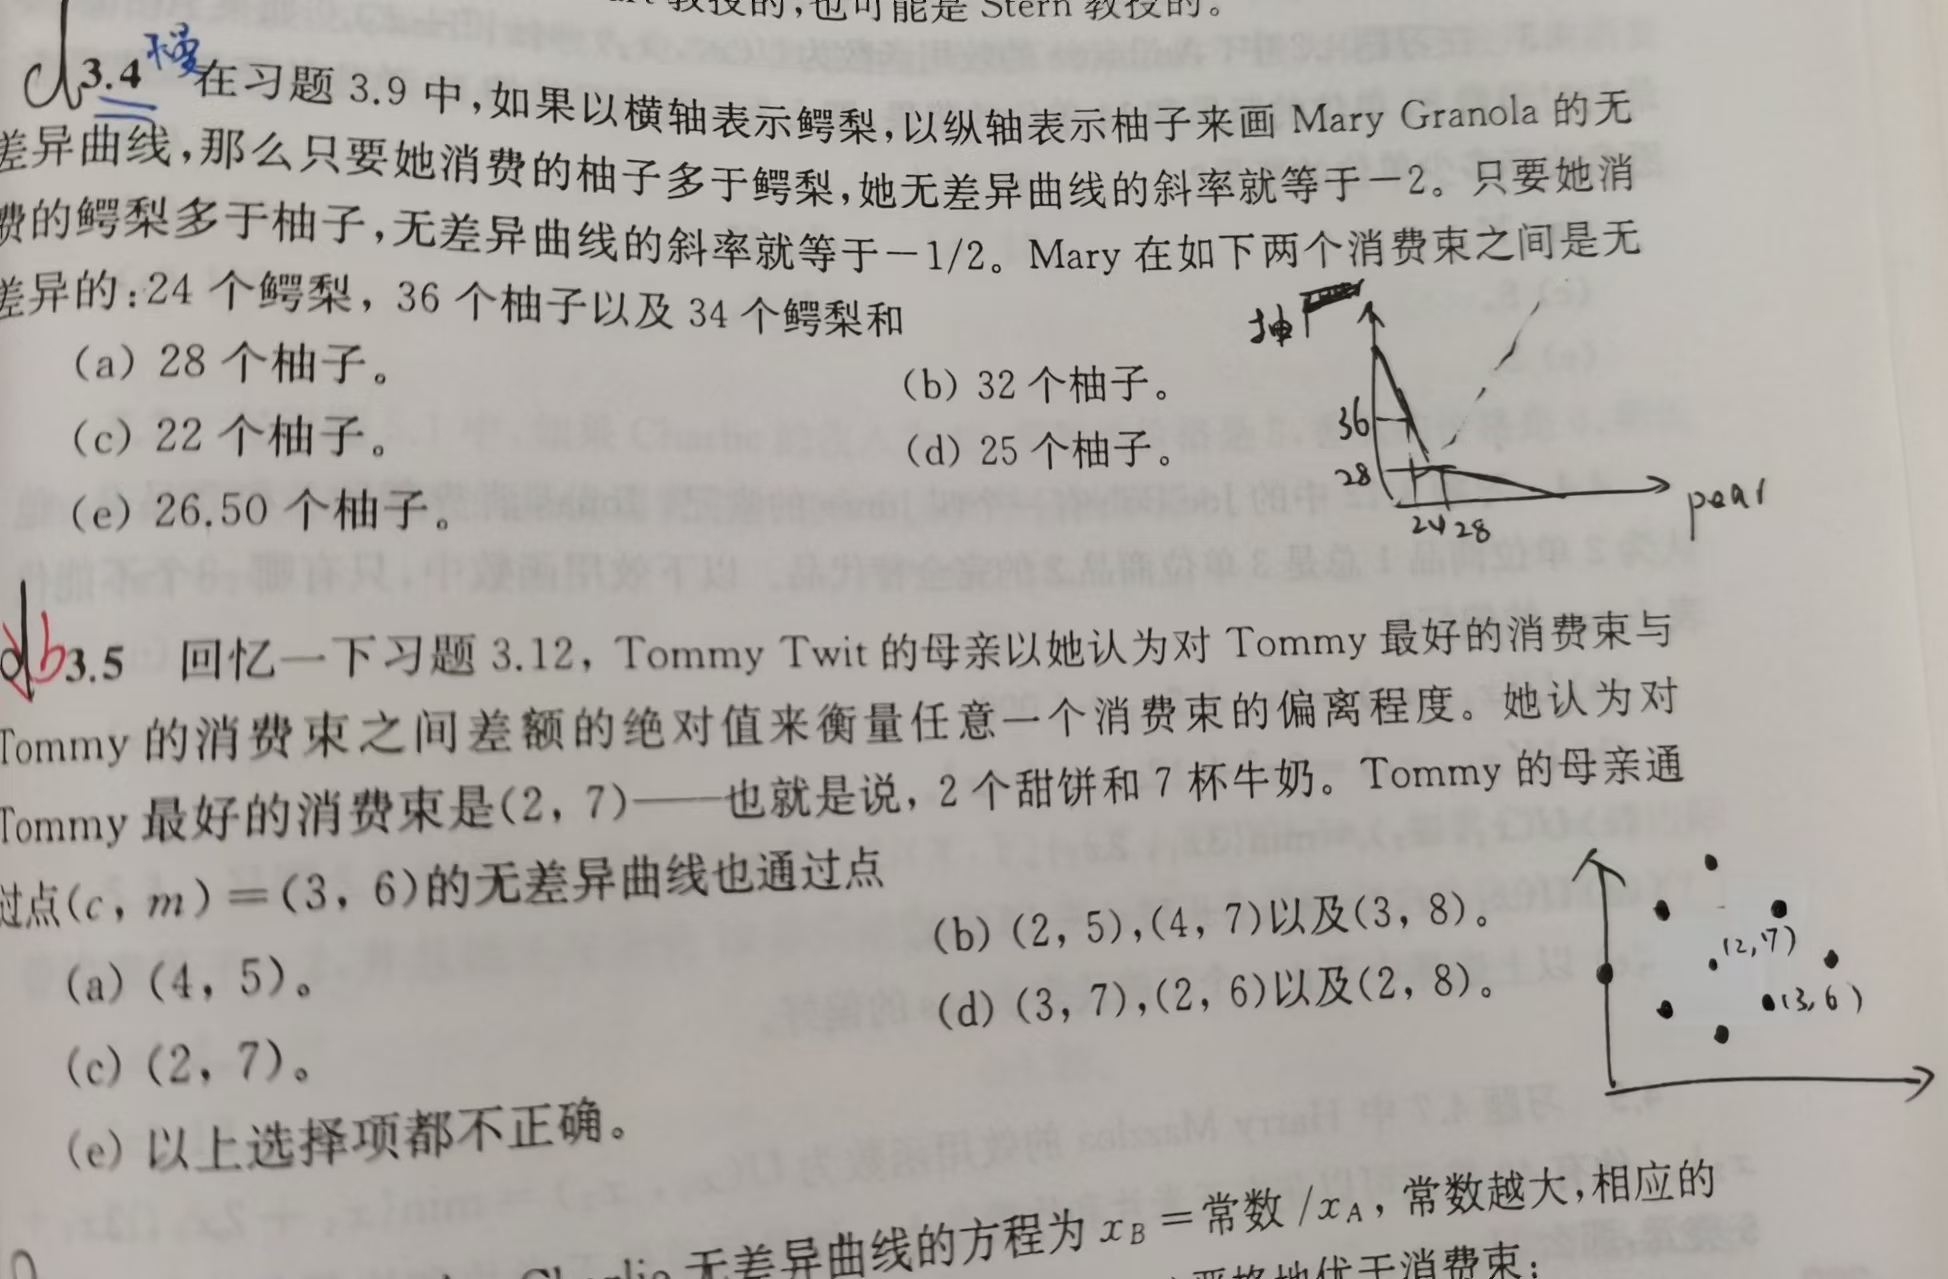 教授的，也可能是 Stern 教授的。
d 3.4 在习题 3.9 中，如果以横轴表示鳄梨，以纵轴表示柚子来画 Mary Granola 的无
差异曲线，那么只要她消费的柚子多于鳄梨，她无差异曲线的斜率就等于－2。只要她消
费的鳄梨多于柚子，无差异曲线的斜率就等于－1/2。Mary 在如下两个消费束之间是无
差异的：24 个鳄梨，36 个柚子以及 34 个鳄梨和
(a) 28 个柚子。
(b) 32 个柚子。
(c) 22 个柚子。
(d) 25 个柚子。
(e) 26.50 个柚子。
柚
36
28
24 28
pear
d b 3.5 回忆一下习题 3.12，Tommy Twit 的母亲以她认为对 Tommy 最好的消费束与
Tommy 的消费束之间差额的绝对值来衡量任意一个消费束的偏离程度。她认为对
Tommy 最好的消费束是(2, 7)——也就是说，2 个甜饼和 7 杯牛奶。Tommy 的母亲通
过点(c, m)＝(3, 6)的无差异曲线也通过点
(a) (4, 5)。
(b) (2, 5),(4, 7)以及(3, 8)。
(c) (2, 7)。
(d) (3, 7),(2, 6)以及(2, 8)。
(e) 以上选择项都不正确。
(2,7)
(3,6)
无差异曲线的方程为 xB＝常数/xA，常数越大，相应的
严格地优于消费束：